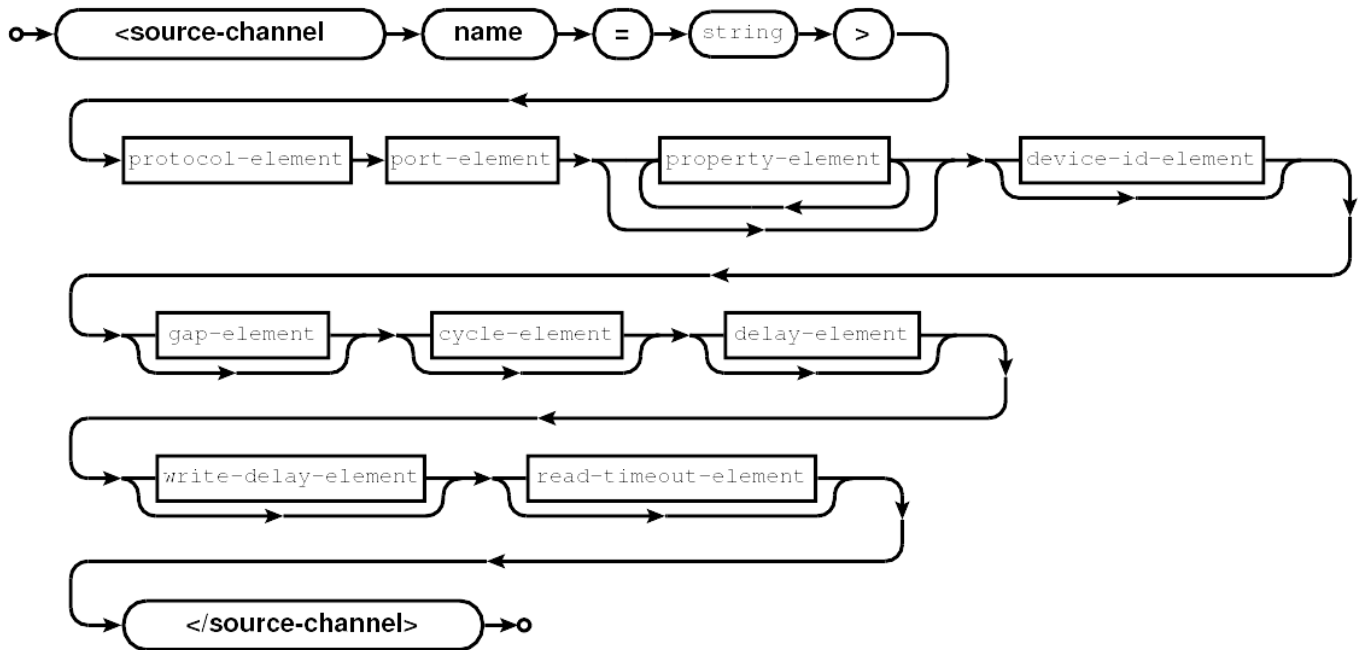 <source-channel name = string >
protocol-element port-element property-element device-id-element
gap-element cycle-element delay-element
write-delay-element read-timeout-element
</source-channel>